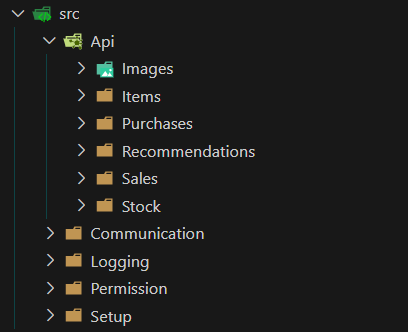 src
Api
Images
Items
Purchases
Recommendations
Sales
Stock
Communication
Logging
Permission
Setup